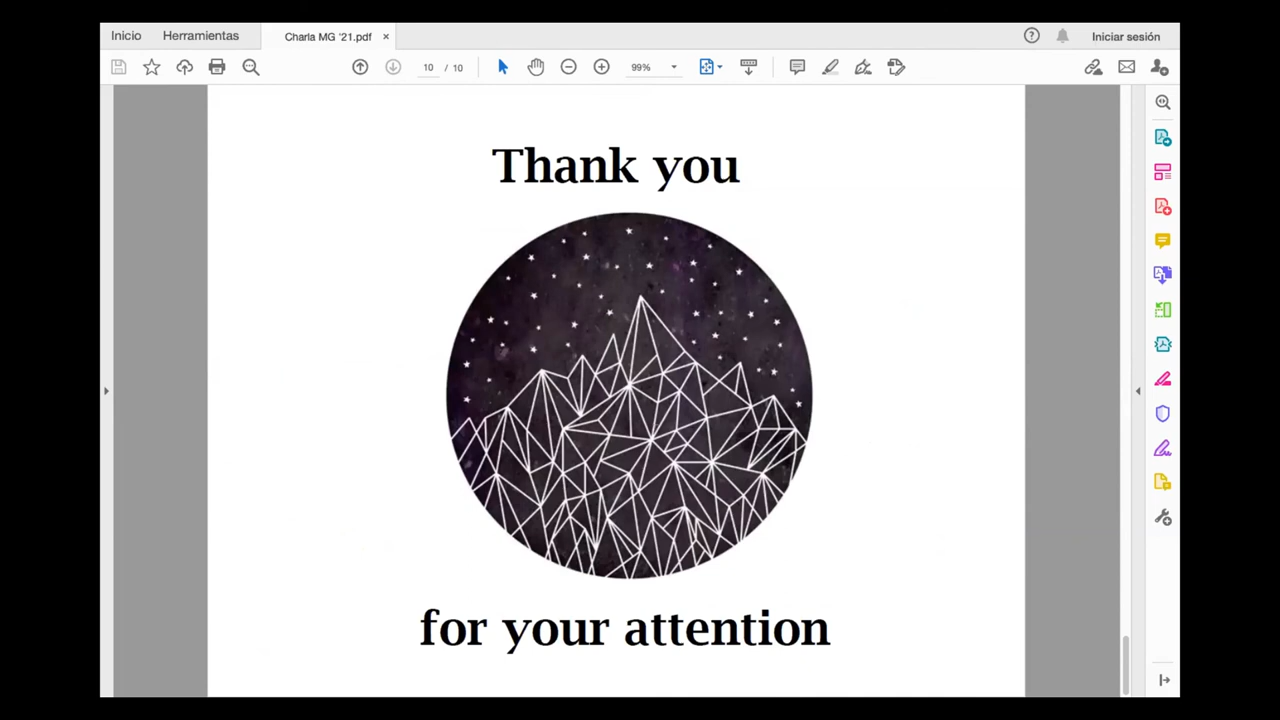 Inicio Herramientas Charla MG '21.pdf × Iniciar sesión
10 / 10 99%
Thank you
for your attention